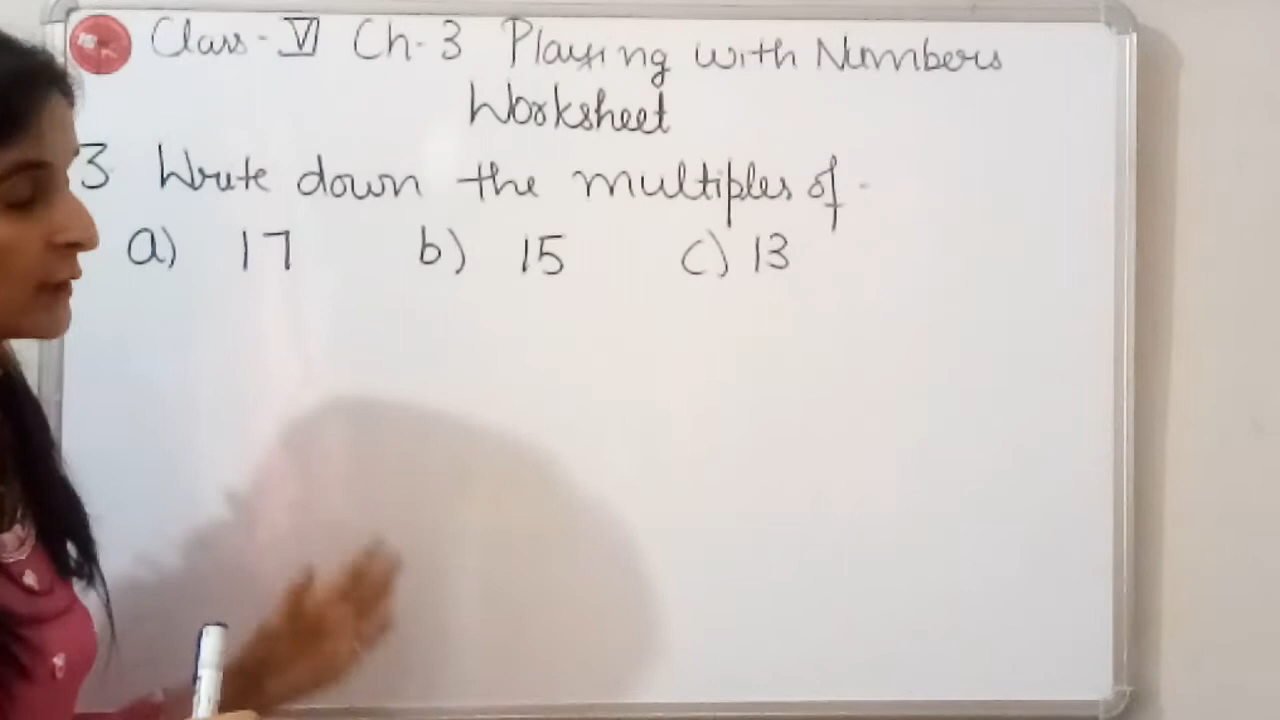 Class - VI Ch- 3 Playing with Numbers
Worksheet
3 Write down the multiples of -
a) 17 b) 15 c) 13